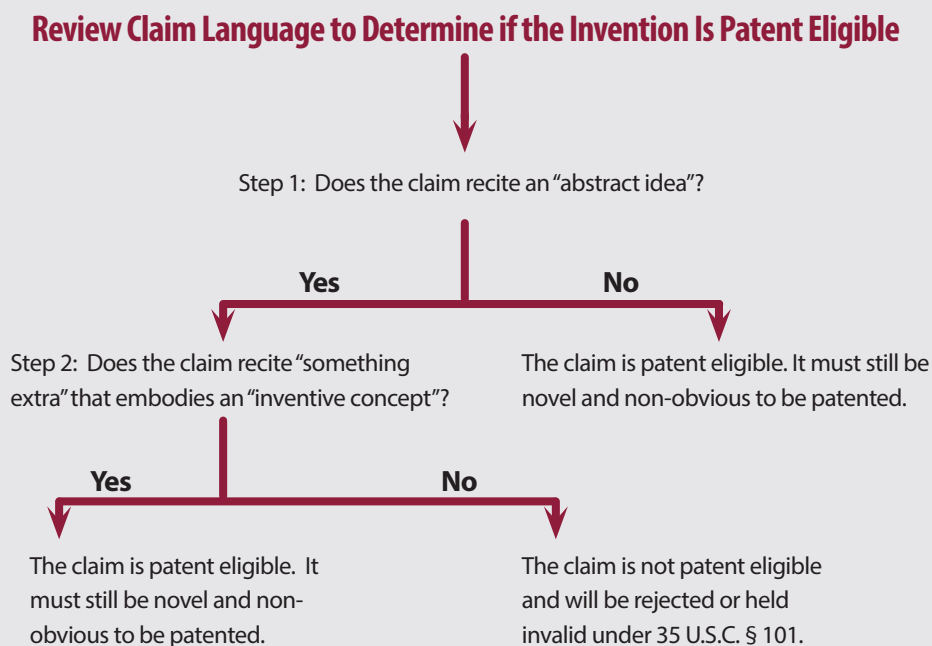 Review Claim Language to Determine if the Invention Is Patent Eligible
Step 1: Does the claim recite an “abstract idea”?
Yes
No
Step 2: Does the claim recite “something
extra” that embodies an “inventive concept”?
The claim is patent eligible. It must still be
novel and non-obvious to be patented.
Yes
No
The claim is patent eligible. It
must still be novel and non-
obvious to be patented.
The claim is not patent eligible
and will be rejected or held
invalid under 35 U.S.C. § 101.